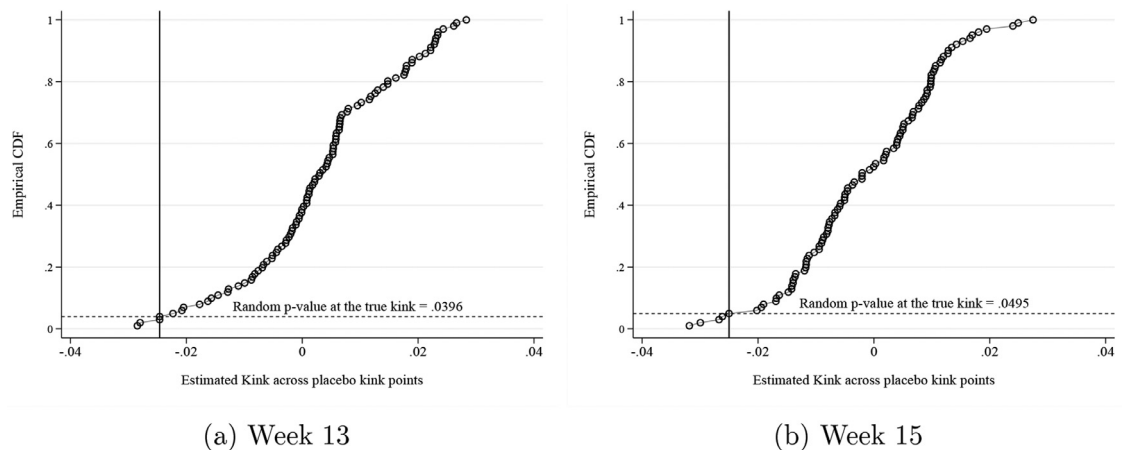 1
.8
.6
.4
.2
0
Empirical CDF
Random p-value at the true kink = .0396
-.04
-.02
0
.02
.04
Estimated Kink across placebo kink points
(a) Week 13
1
.8
.6
.4
.2
0
Empirical CDF
Random p-value at the true kink = .0495
-.04
-.02
0
.02
.04
Estimated Kink across placebo kink points
(b) Week 15